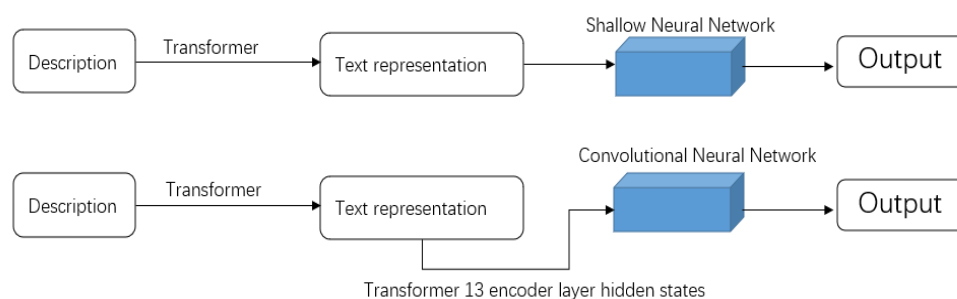 Shallow Neural Network
Description
Transformer
Text representation
Output
Convolutional Neural Network
Description
Transformer
Text representation
Output
Transformer 13 encoder layer hidden states